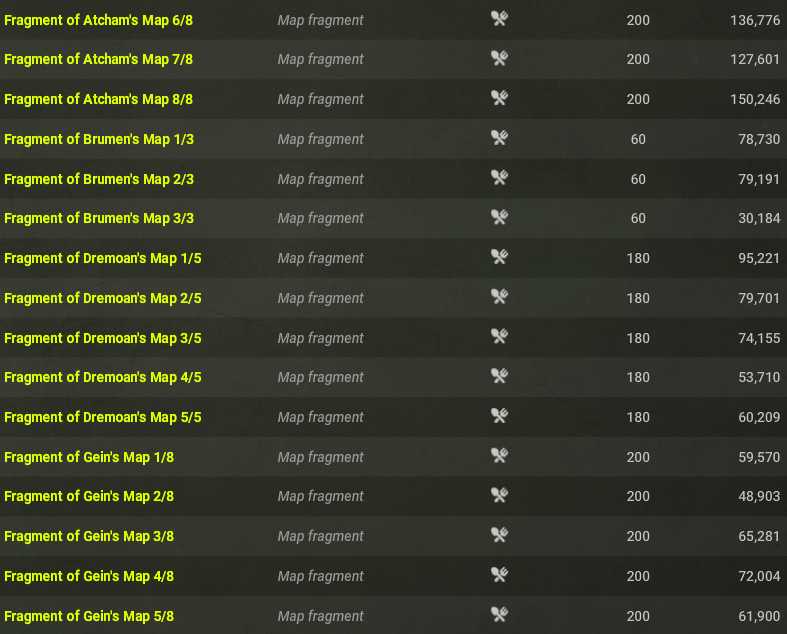 Fragment of Atcham's Map 6/8 Map fragment 200 136,776
Fragment of Atcham's Map 7/8 Map fragment 200 127,601
Fragment of Atcham's Map 8/8 Map fragment 200 150,246
Fragment of Brumen's Map 1/3 Map fragment 60 78,730
Fragment of Brumen's Map 2/3 Map fragment 60 79,191
Fragment of Brumen's Map 3/3 Map fragment 60 30,184
Fragment of Dremoan's Map 1/5 Map fragment 180 95,221
Fragment of Dremoan's Map 2/5 Map fragment 180 79,701
Fragment of Dremoan's Map 3/5 Map fragment 180 74,155
Fragment of Dremoan's Map 4/5 Map fragment 180 53,710
Fragment of Dremoan's Map 5/5 Map fragment 180 60,209
Fragment of Gein's Map 1/8 Map fragment 200 59,570
Fragment of Gein's Map 2/8 Map fragment 200 48,903
Fragment of Gein's Map 3/8 Map fragment 200 65,281
Fragment of Gein's Map 4/8 Map fragment 200 72,004
Fragment of Gein's Map 5/8 Map fragment 200 61,900